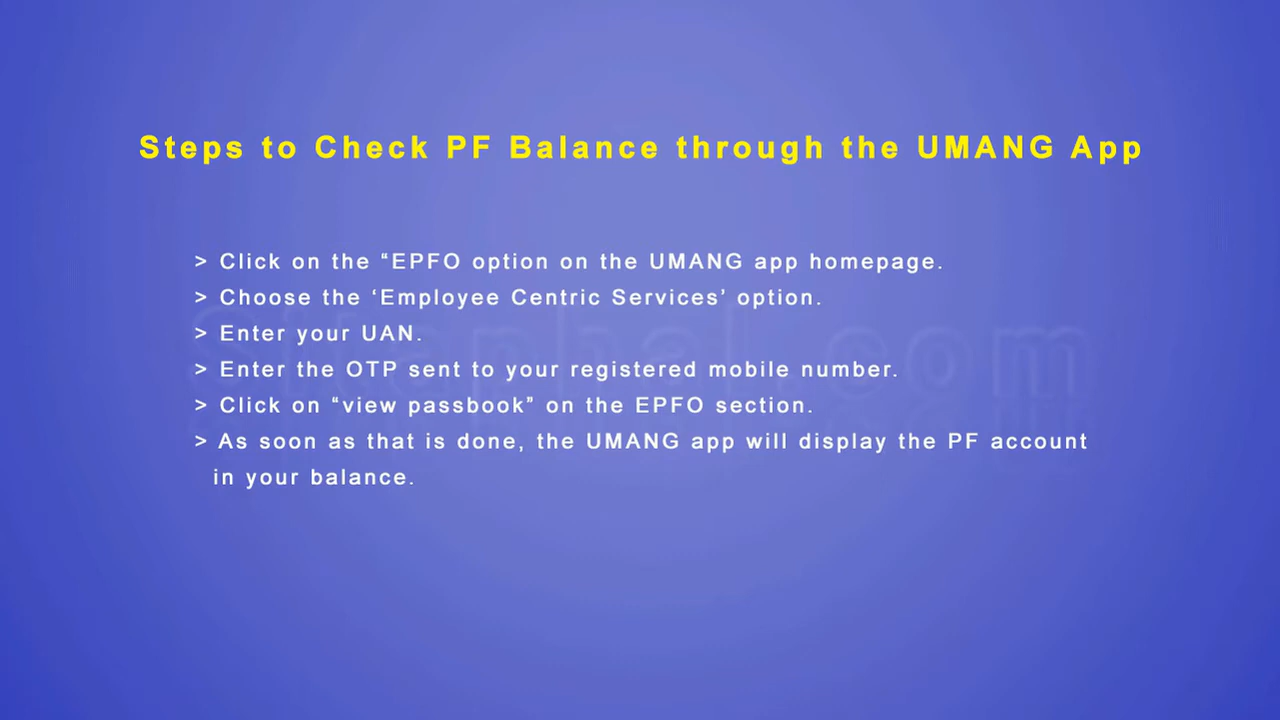 Steps to Check PF Balance through the UMANG App
> Click on the “EPFO option on the UMANG app homepage.
> Choose the ‘Employee Centric Services’ option.
> Enter your UAN.
> Enter the OTP sent to your registered mobile number.
> Click on “view passbook” on the EPFO section.
> As soon as that is done, the UMANG app will display the PF account
in your balance.